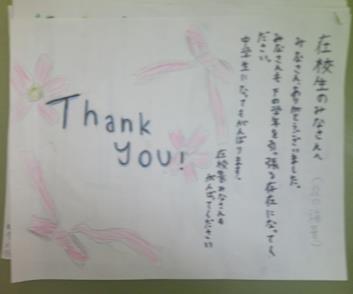 在校生のみなさんへ
みなさん、ありがとうございました。
みなさんも下の学年を引っ張る存在になってく
ださい。
中学生になってもがんばります。
在校生のみなさんも
がんばってください
Thank
you!